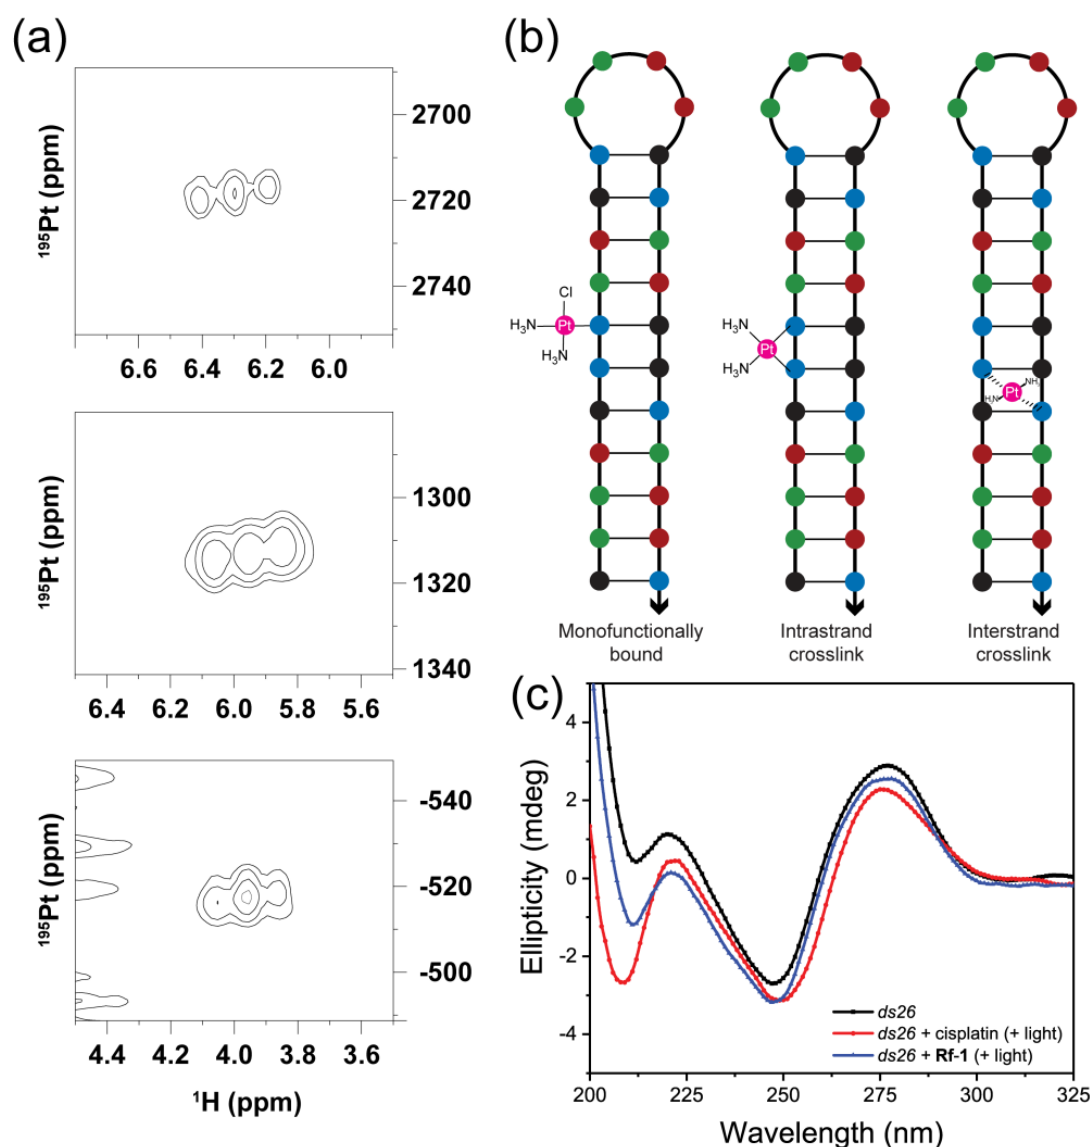 (a)
¹⁹⁵Pt (ppm)
2700
2720
2740
6.6 6.4 6.2 6.0
¹⁹⁵Pt (ppm)
1300
1320
1340
6.4 6.2 6.0 5.8 5.6
¹⁹⁵Pt (ppm)
-540
-520
-500
4.4 4.2 4.0 3.8 3.6
¹H (ppm)
(b)
Cl
H₃N Pt
H₃N
Monofunctionally
bound
H₃N
Pt
H₃N
Intrastrand
crosslink
NH₃
Pt
H₃N
Interstrand
crosslink
(c)
Ellipticity (mdeg)
4
2
0
-2
-4
ds26
ds26 + cisplatin (+ light)
ds26 + Rf-1 (+ light)
200 225 250 275 300 325
Wavelength (nm)